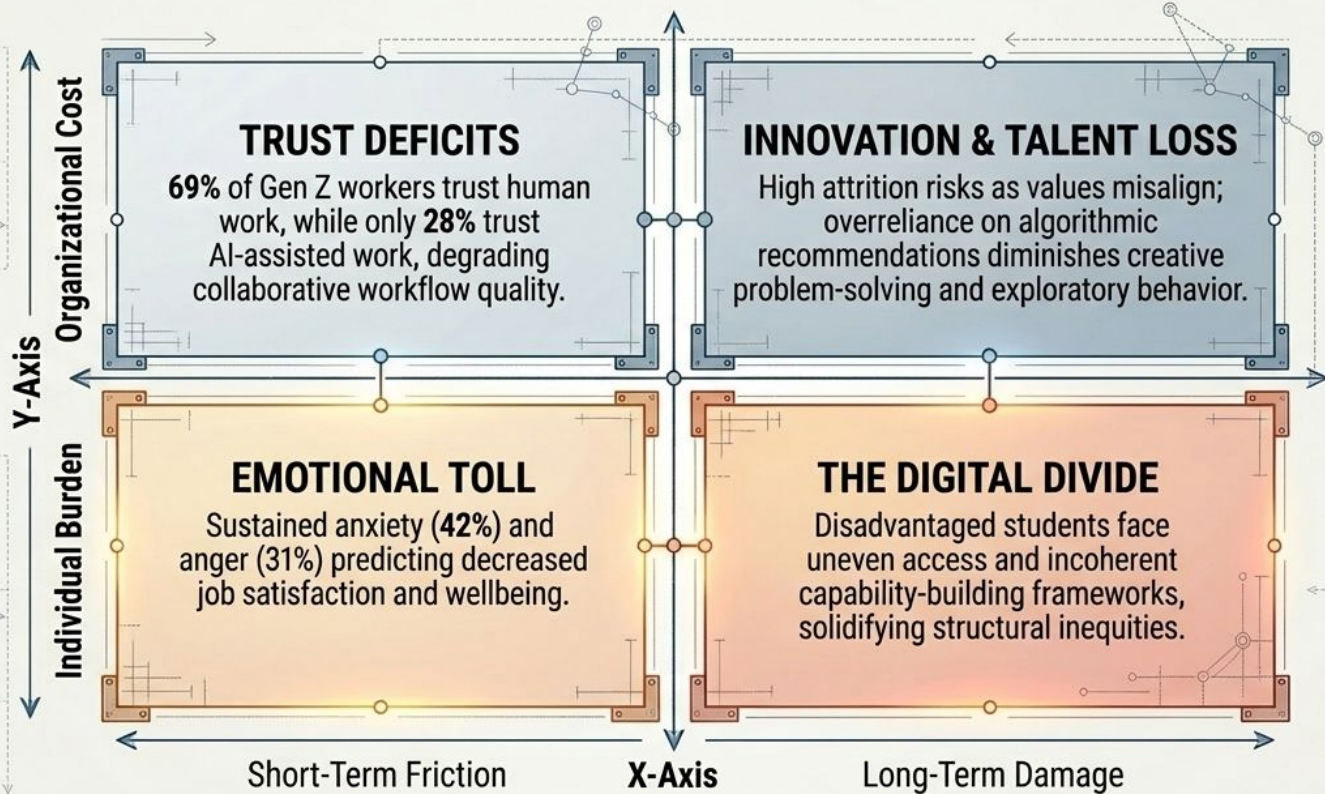 Y-Axis
Organizational Cost
Individual Burden
TRUST DEFICITS
69% of Gen Z workers trust human
work, while only 28% trust
AI-assisted work, degrading
collaborative workflow quality.
INNOVATION & TALENT LOSS
High attrition risks as values misalign;
overreliance on algorithmic
recommendations diminishes creative
problem-solving and exploratory behavior.
EMOTIONAL TOLL
Sustained anxiety (42%) and
anger (31%) predicting decreased
job satisfaction and wellbeing.
THE DIGITAL DIVIDE
Disadvantaged students face
uneven access and incoherent
capability-building frameworks,
solidifying structural inequities.
Short-Term Friction
X-Axis
Long-Term Damage